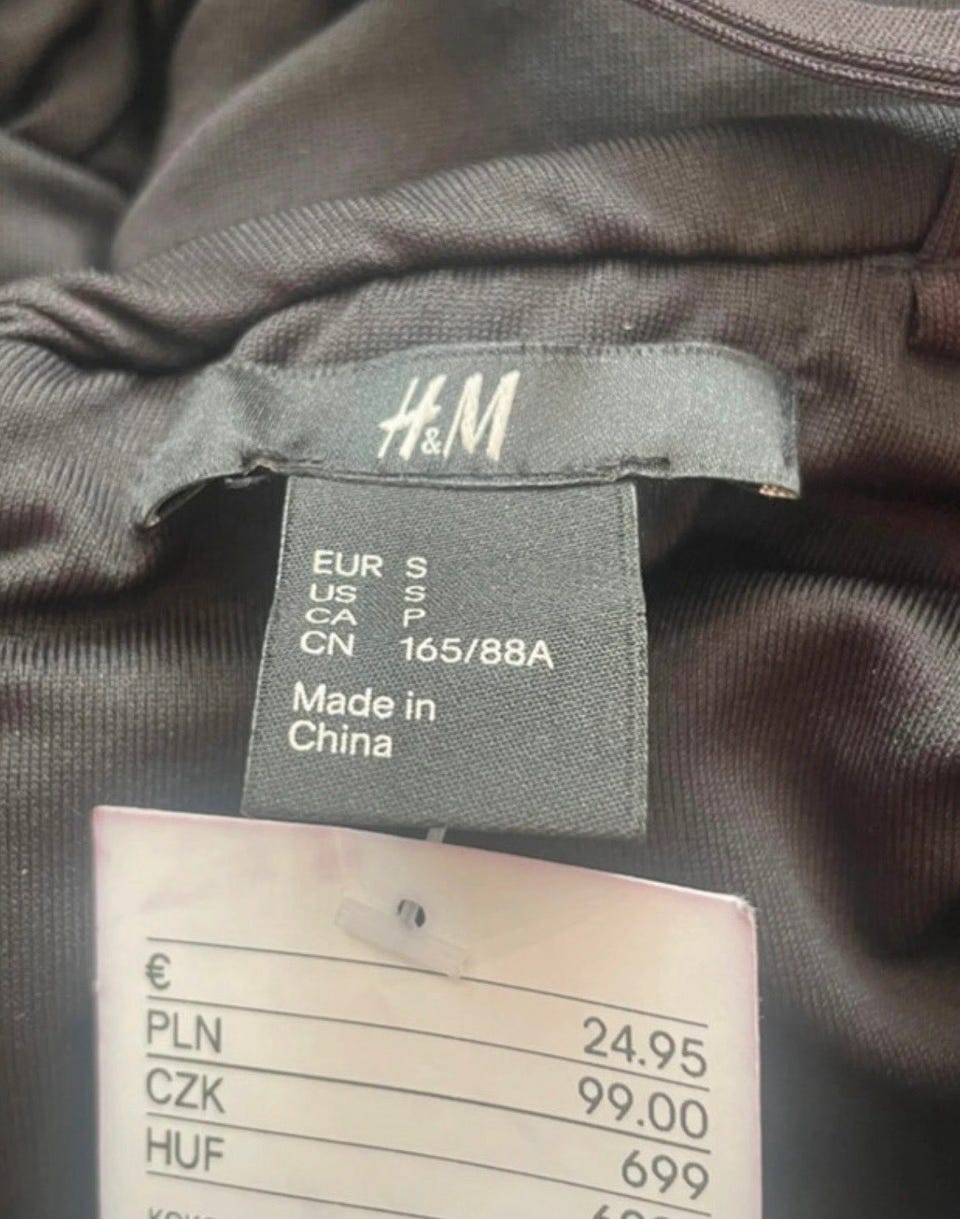 H&M
EUR S
US S
CA P
CN 165/88A
Made in
China
€ 24.95
PLN 99.00
CZK 699
HUF